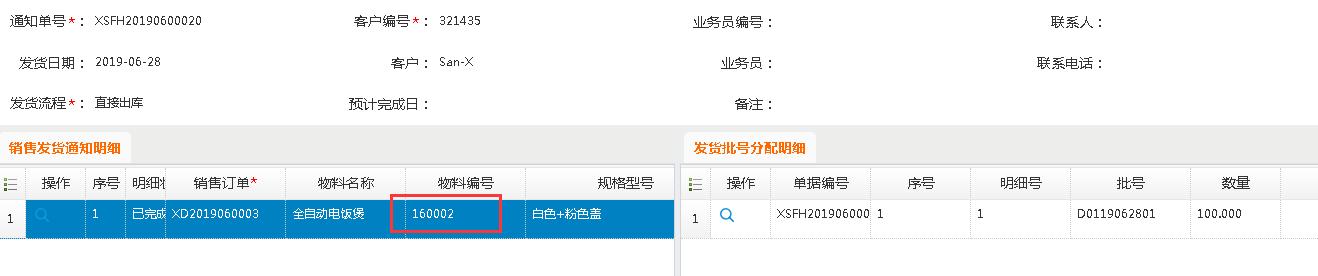 通知单号*： XSFH20190600020 客户编号*： 321435 业务员编号： 联系人：
发货日期： 2019-06-28 客户： San-X 业务员： 联系电话：
发货流程*： 直接出库 预计完成日： 备注：
销售发货通知明细 发货批号分配明细
操作 序号 明细 销售订单* 物料名称 物料编号 规格型号 操作 单据编号 序号 明细号 批号 数量
1 1 已完成 XD2019060003 全自动电饭煲 160002 白色+粉色盖 1 XSFH201906000 1 1 D0119062801 100.000